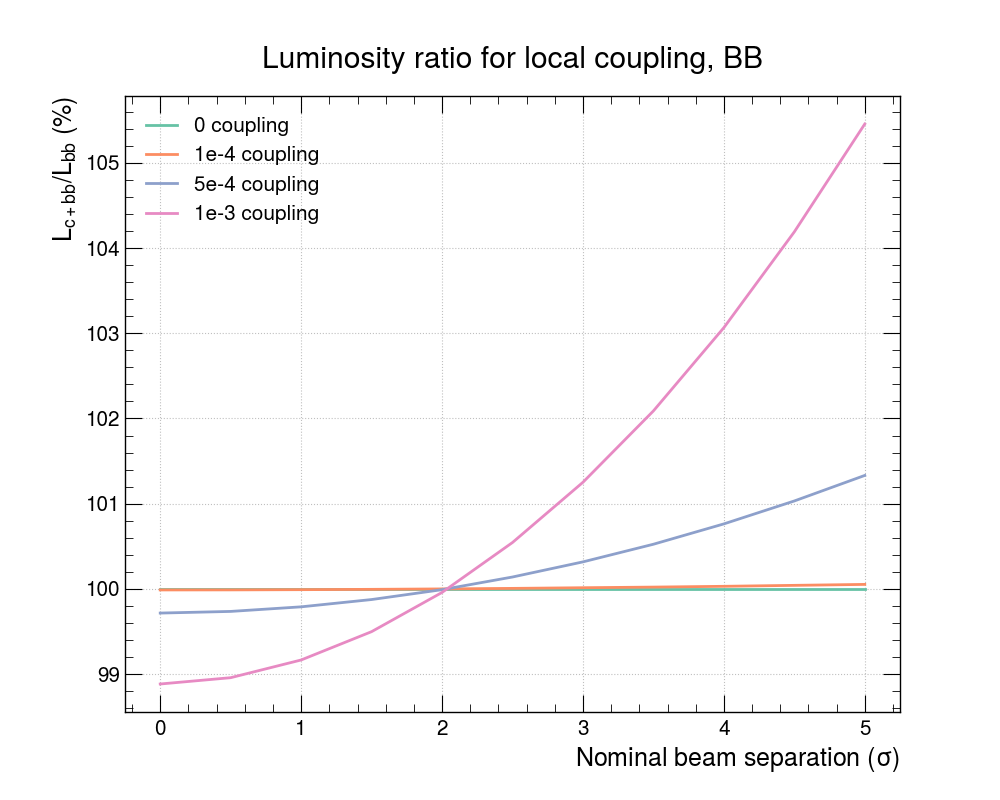 Luminosity ratio for local coupling, BB
L_{c+bb}/L_{bb} (%)
0 coupling
1e-4 coupling
5e-4 coupling
1e-3 coupling
105
104
103
102
101
100
99
0 1 2 3 4 5
Nominal beam separation (σ)